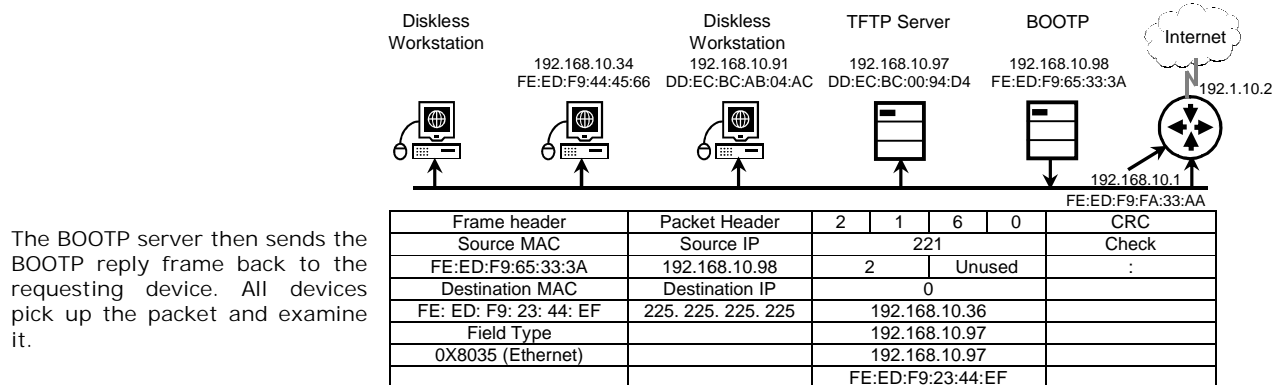 Diskless Workstation
Diskless Workstation
TFTP Server
BOOTP
Internet
192.168.10.34
FE:ED:F9:44:45:66
192.168.10.91
DD:EC:BC:AB:04:AC
192.168.10.97
DD:EC:BC:00:94:D4
192.168.10.98
FE:ED:F9:65:33:3A
192.1.10.2
192.168.10.1
FE:ED:F9:FA:33:AA
The BOOTP server then sends the
BOOTP reply frame back to the
requesting device. All devices
pick up the packet and examine
it.
Frame header Packet Header 2 1 6 0 CRC
Source MAC Source IP 221 Check
FE:ED:F9:65:33:3A 192.168.10.98 2 Unused :
Destination MAC Destination IP 0
FE: ED: F9: 23: 44: EF 225. 225. 225. 225 192.168.10.36
Field Type 192.168.10.97
0X8035 (Ethernet) 192.168.10.97
FE:ED:F9:23:44:EF